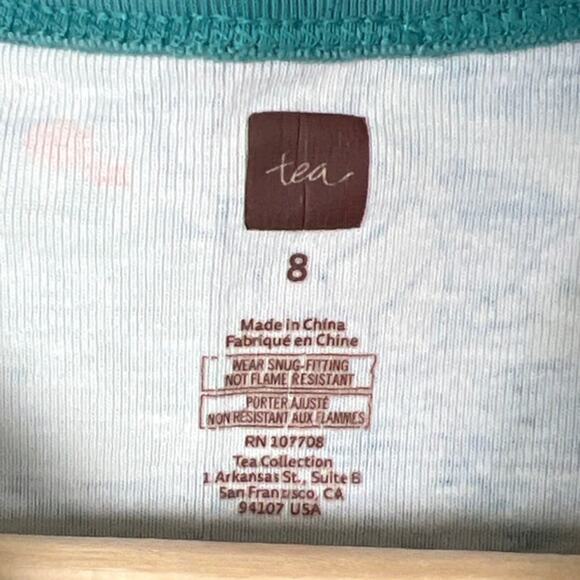 tea
8
Made in China
Fabriqué en Chine
WEAR SNUG-FITTING
NOT FLAME RESISTANT
PORTER AJUSTÉ
NON RESISTANT AUX FLAMMES
RN 107708
Tea Collection
1 Arkansas St., Suite B
San Francisco, CA
94107 USA